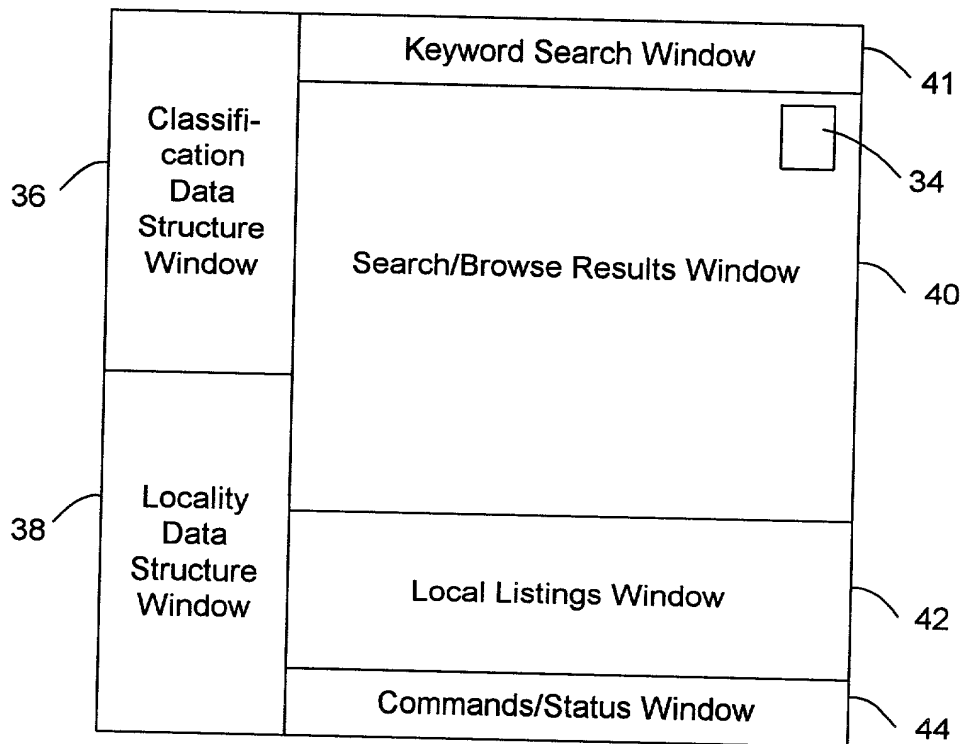 Keyword Search Window
41
Classifi-
cation
Data
Structure
Window
36
34
Search/Browse Results Window
40
Locality
Data
Structure
Window
38
Local Listings Window
42
Commands/Status Window
44